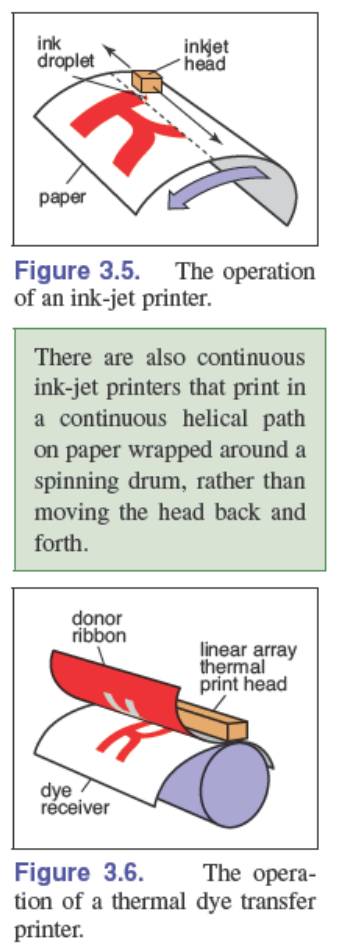 ink
droplet
inkjet
head
paper
Figure 3.5. The operation
of an ink-jet printer.
There are also continuous
ink-jet printers that print in
a continuous helical path
on paper wrapped around a
spinning drum, rather than
moving the head back and
forth.
donor
ribbon
linear array
thermal
print head
dye
receiver
Figure 3.6. The opera-
tion of a thermal dye transfer
printer.